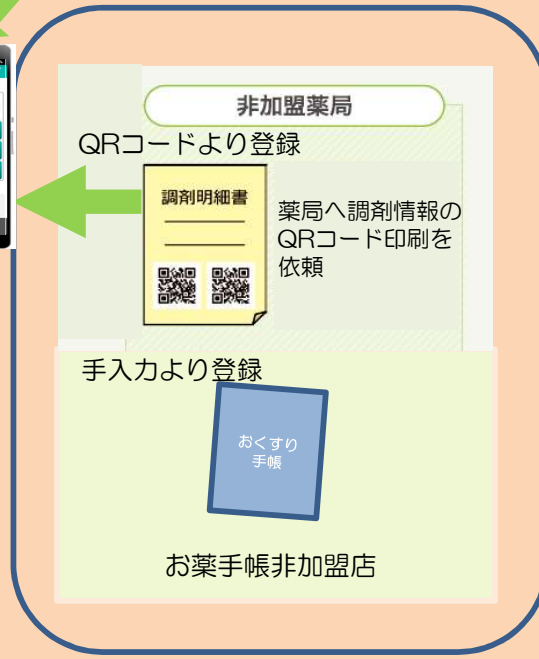 非加盟薬局
QRコードより登録
調剤明細書
薬局へ調剤情報の
QRコード印刷を
依頼
手入力より登録
おくすり
手帳
お薬手帳非加盟店